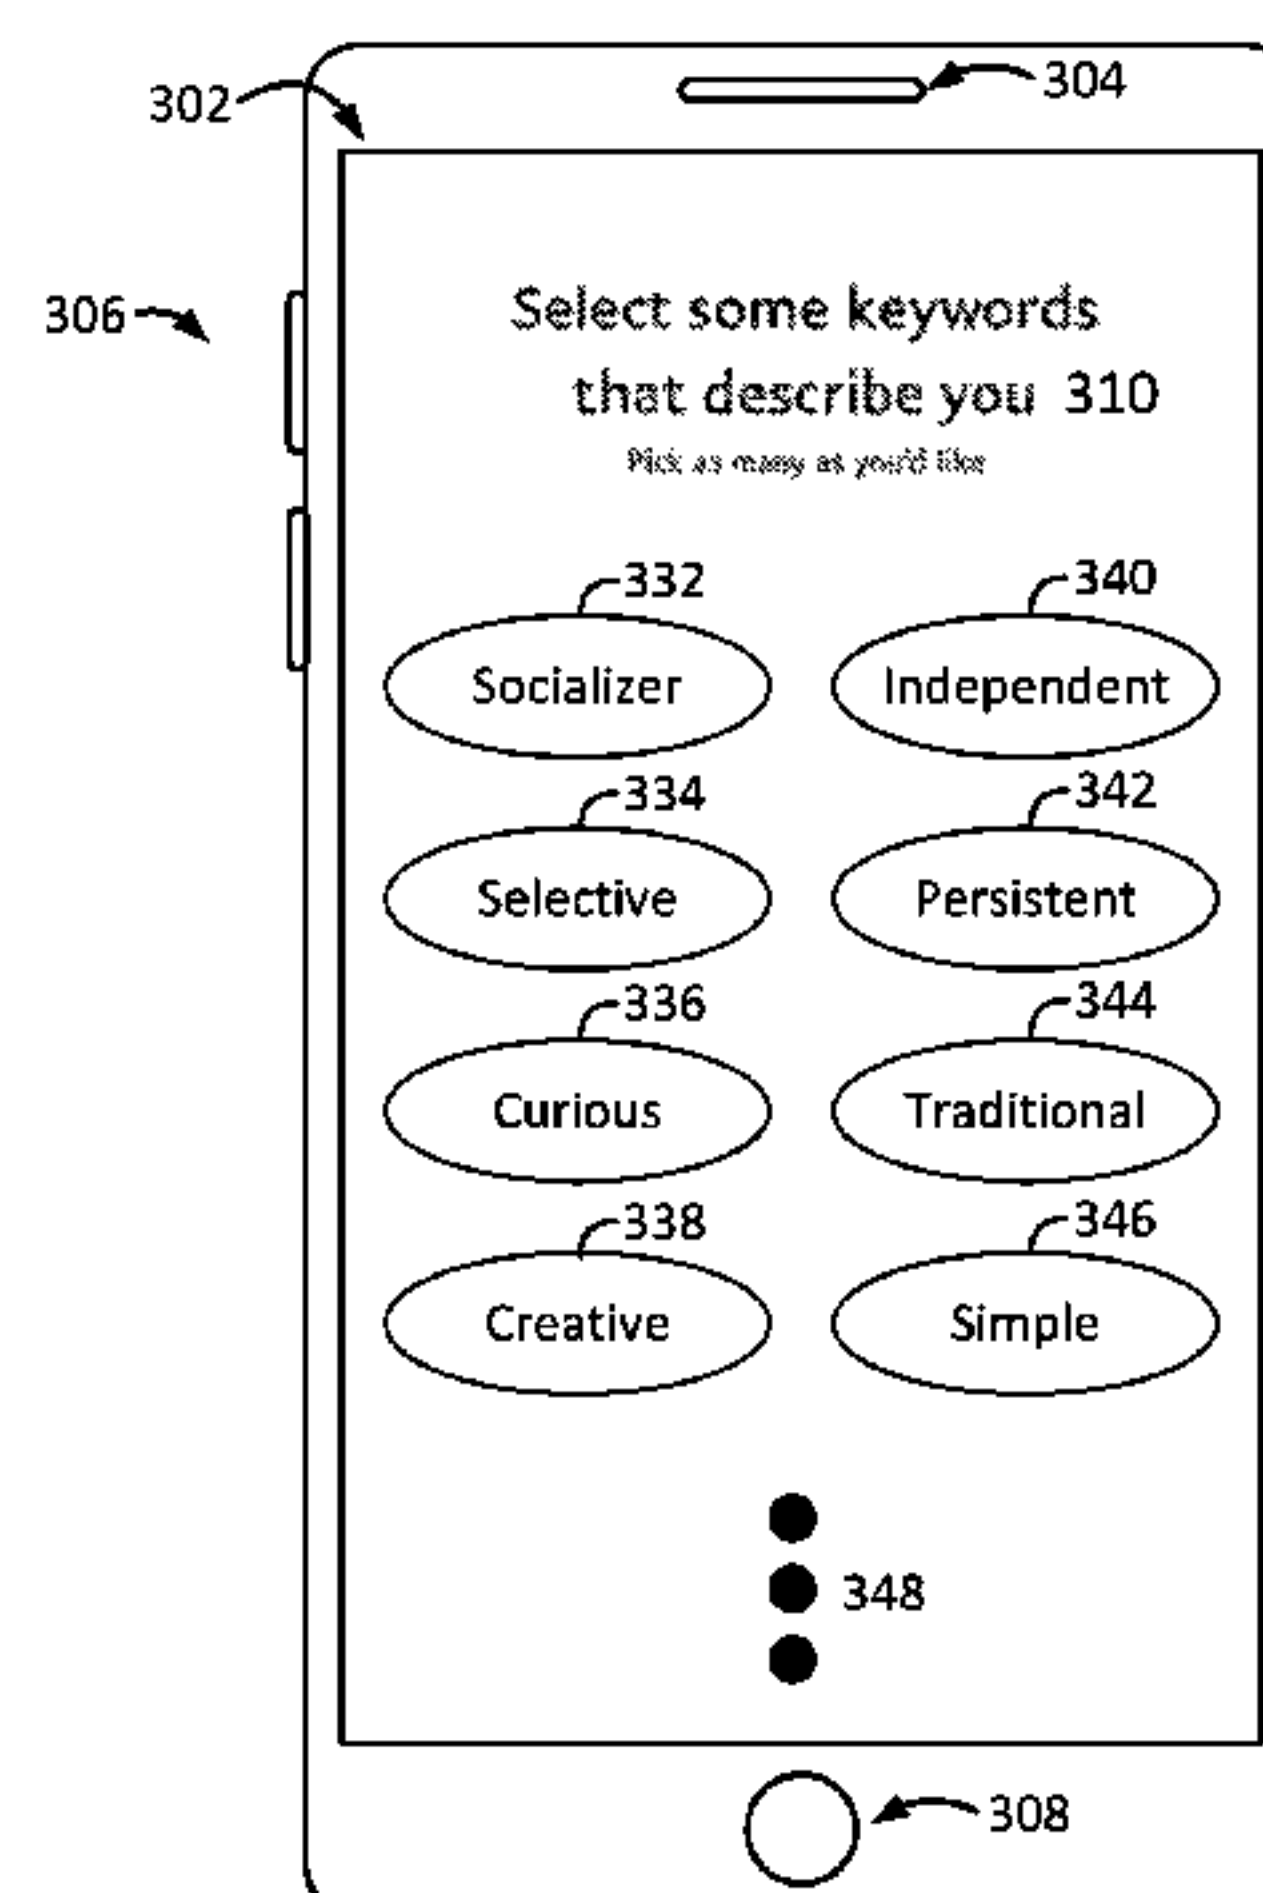 302
304
306
Select some keywords
that describe you 310
Pick as many as you'd like
332 340
Socializer Independent
334 342
Selective Persistent
336 344
Curious Traditional
338 346
Creative Simple
348
308